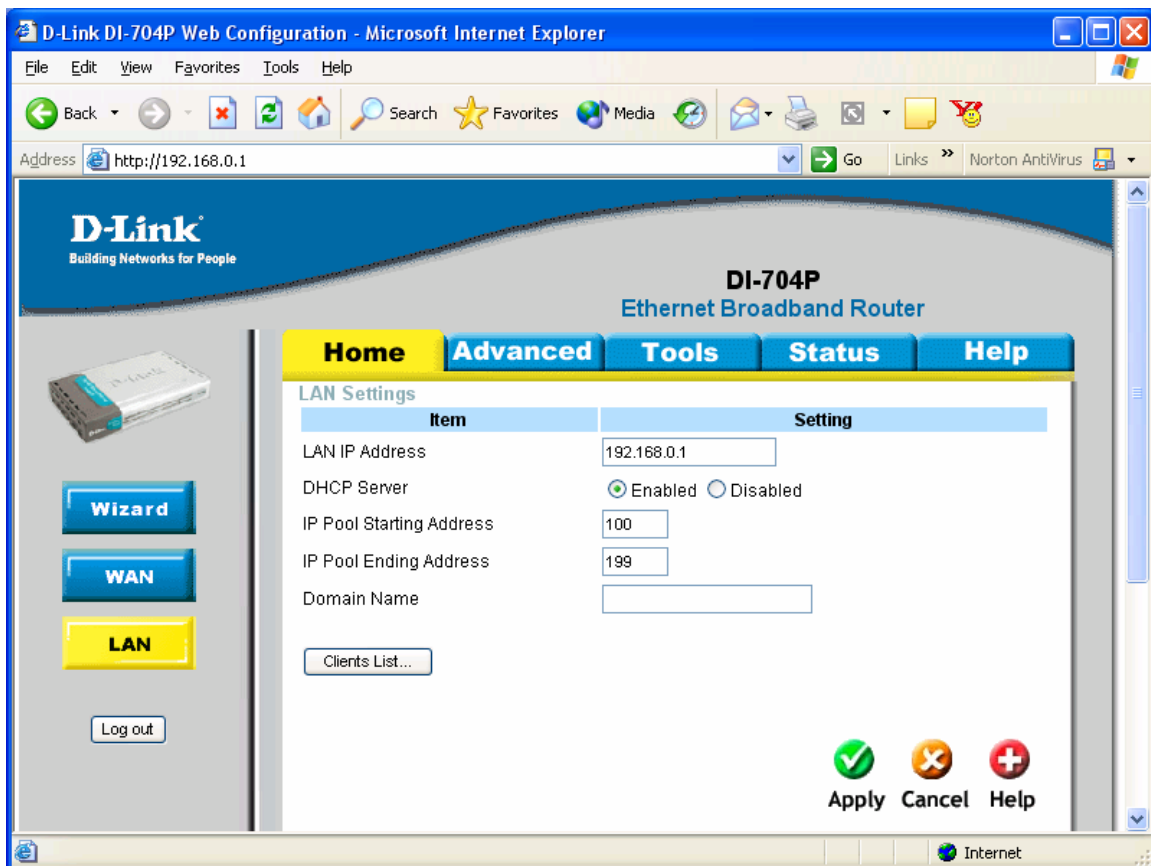 D-Link DI-704P Web Configuration - Microsoft Internet Explorer
File Edit View Favorites Tools Help
Back Search Favorites Media
Address http://192.168.0.1 Go Links » Norton AntiVirus
D-Link
Building Networks for People
DI-704P
Ethernet Broadband Router
Home Advanced Tools Status Help
LAN Settings
Item Setting
LAN IP Address 192.168.0.1
DHCP Server Enabled Disabled
IP Pool Starting Address 100
IP Pool Ending Address 199
Domain Name
Clients List...
Wizard
WAN
LAN
Log out
Apply Cancel Help
Internet